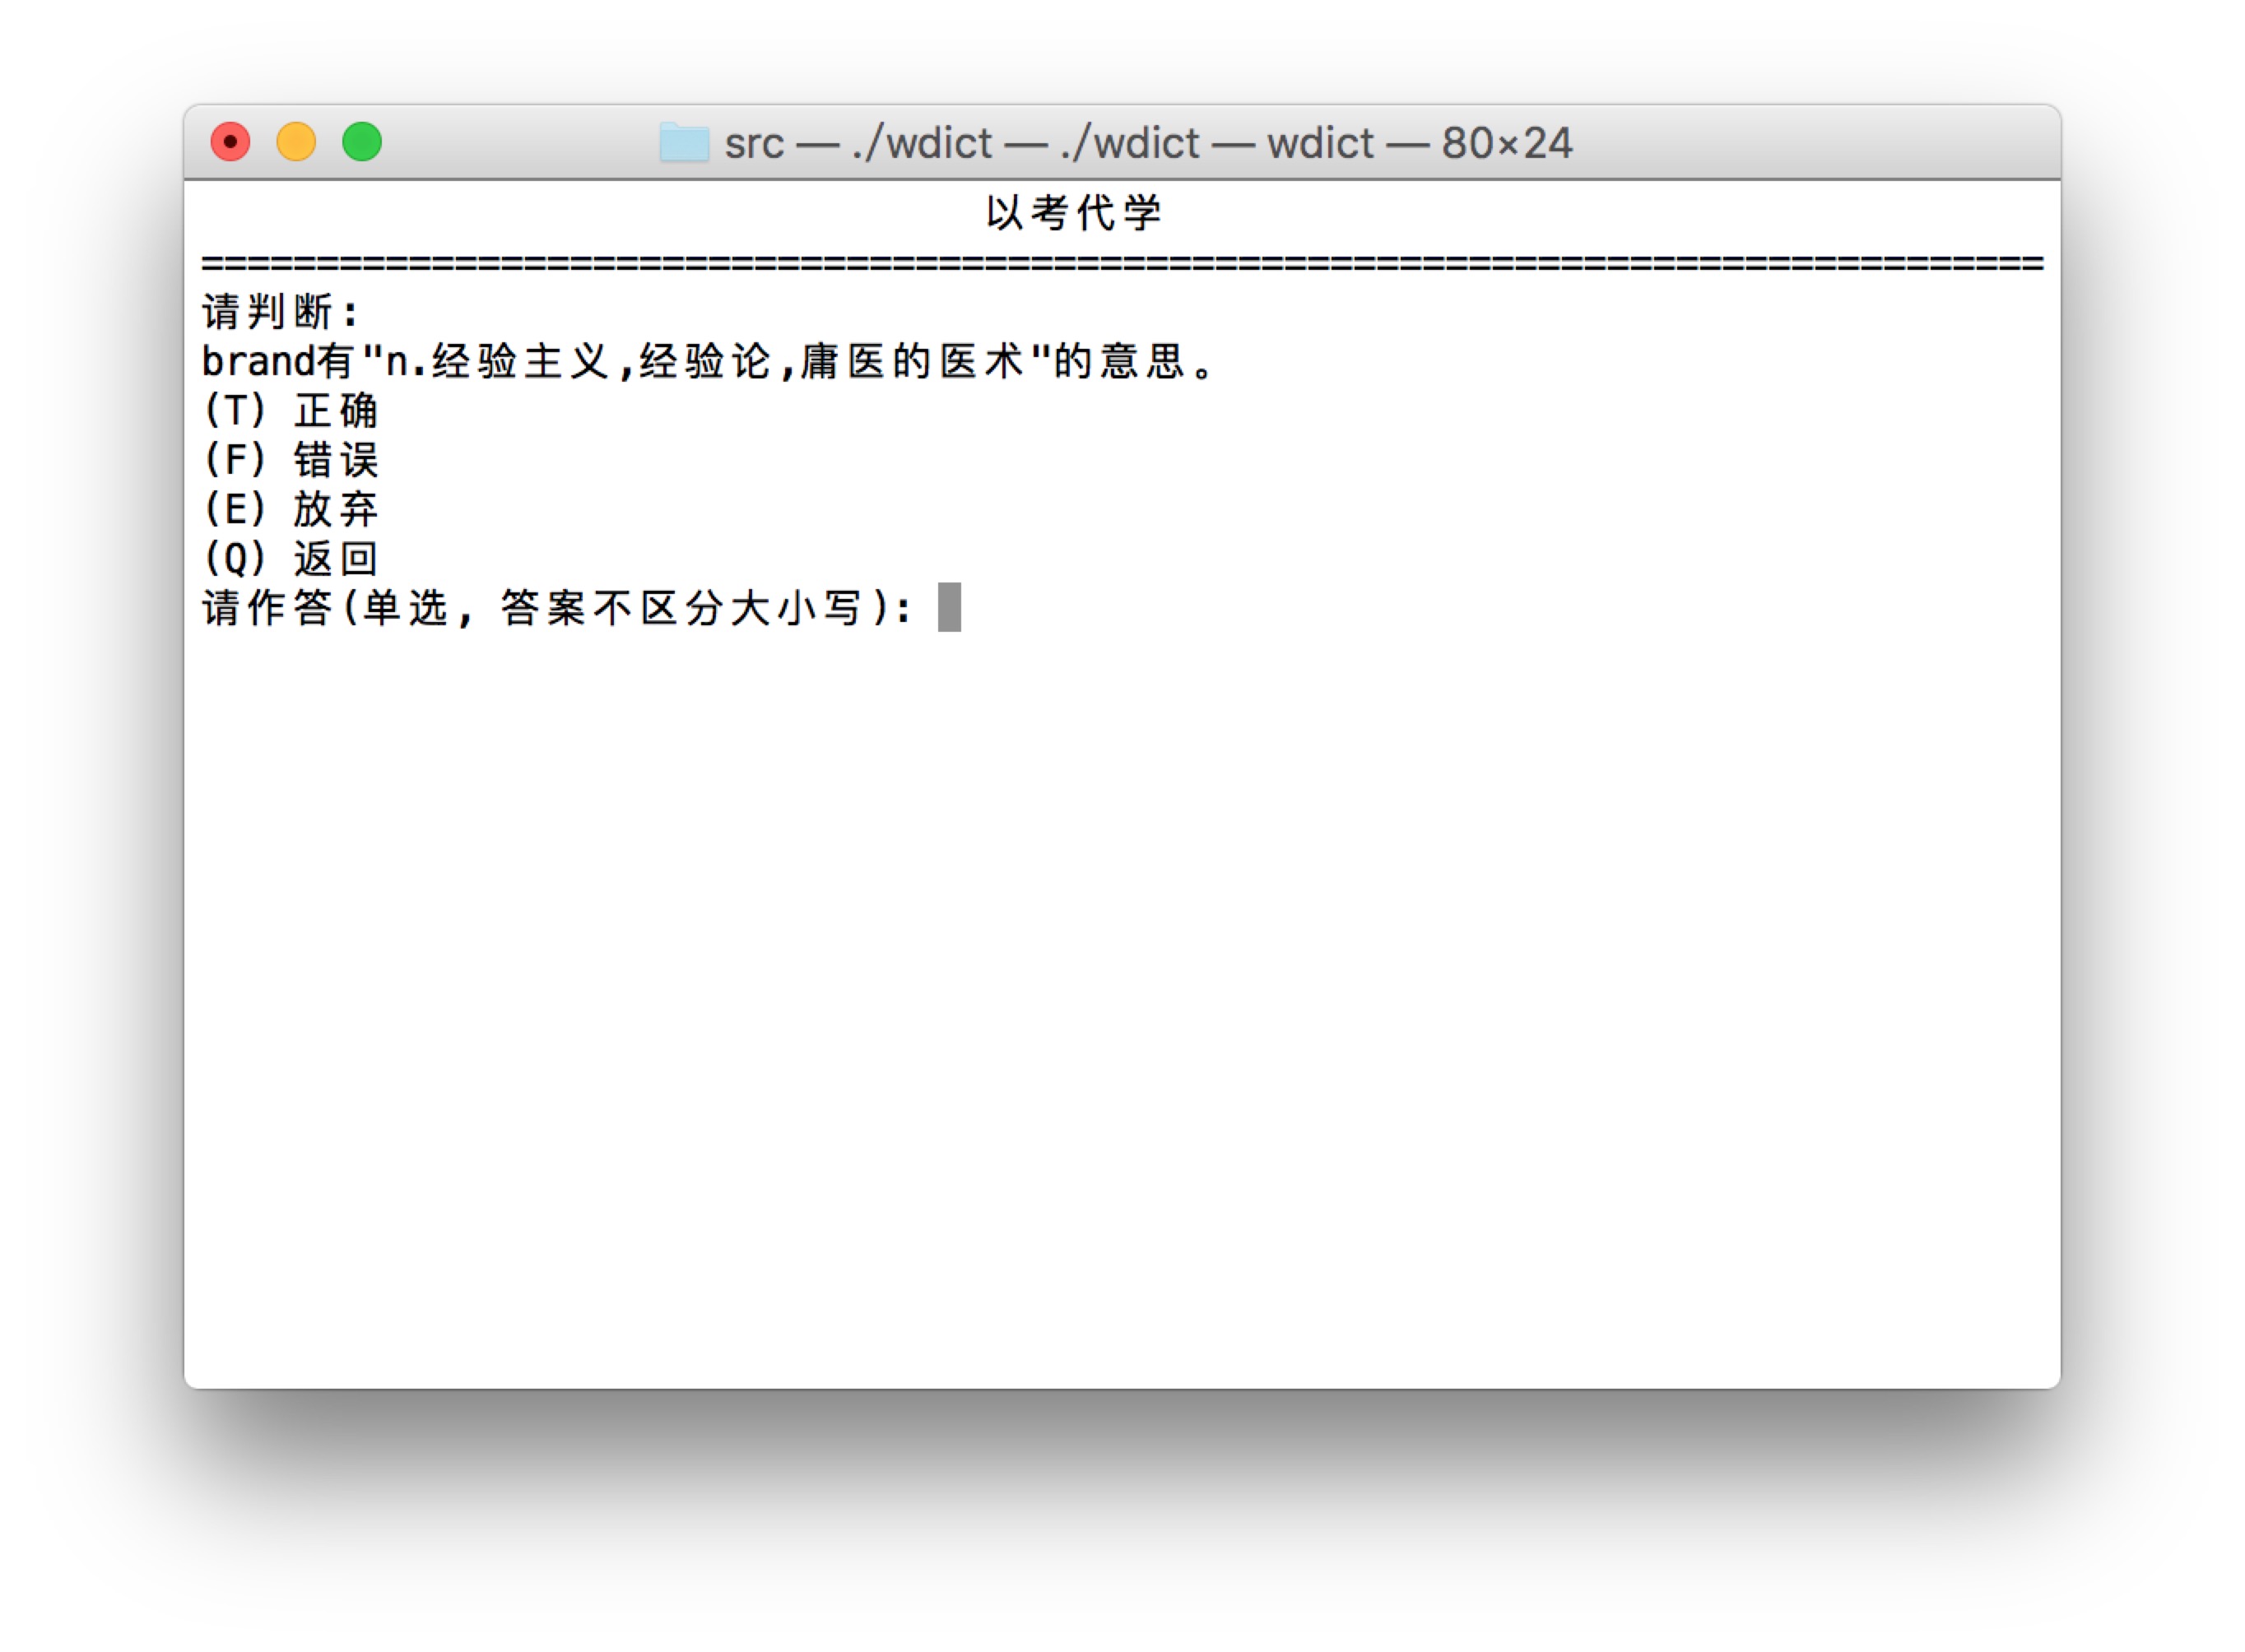 src — ./wdict — ./wdict — wdict — 80×24
以考代学
================================================================================
请判断:
brand有"n.经验主义,经验论,庸医的医术"的意思。
(T) 正确
(F) 错误
(E) 放弃
(Q) 返回
请作答(单选, 答案不区分大小写):